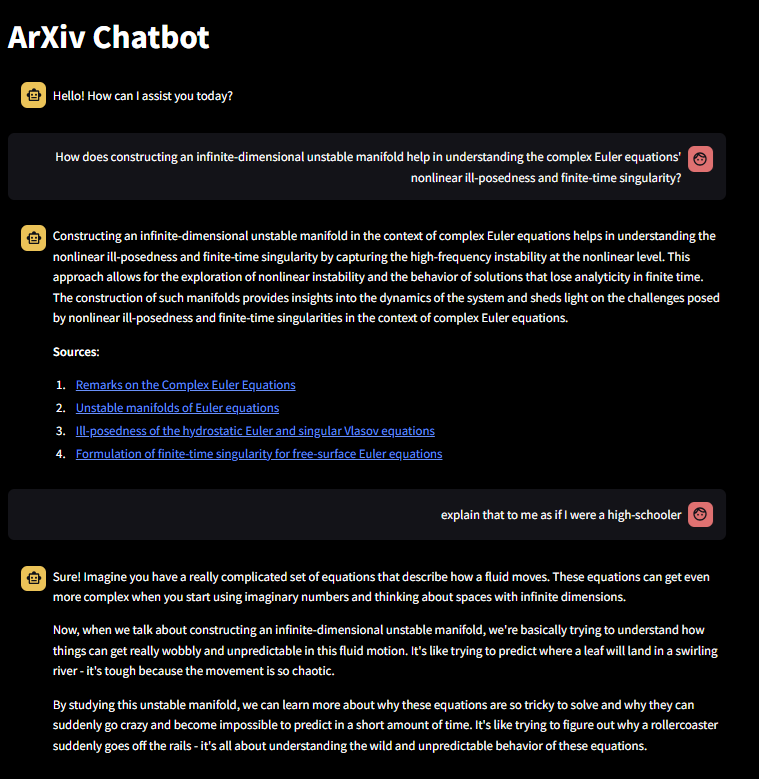 ArXiv Chatbot
Hello! How can I assist you today?
How does constructing an infinite-dimensional unstable manifold help in understanding the complex Euler equations'
nonlinear ill-posedness and finite-time singularity?
Constructing an infinite-dimensional unstable manifold in the context of complex Euler equations helps in understanding the
nonlinear ill-posedness and finite-time singularity by capturing the high-frequency instability at the nonlinear level. This
approach allows for the exploration of nonlinear instability and the behavior of solutions that lose analyticity in finite time.
The construction of such manifolds provides insights into the dynamics of the system and sheds light on the challenges posed
by nonlinear ill-posedness and finite-time singularities in the context of complex Euler equations.
Sources:
1. Remarks on the Complex Euler Equations
2. Unstable manifolds of Euler equations
3. Ill-posedness of the hydrostatic Euler and singular Vlasov equations
4. Formulation of finite-time singularity for free-surface Euler equations
explain that to me as if I were a high-schooler
Sure! Imagine you have a really complicated set of equations that describe how a fluid moves. These equations can get even
more complex when you start using imaginary numbers and thinking about spaces with infinite dimensions.
Now, when we talk about constructing an infinite-dimensional unstable manifold, we're basically trying to understand how
things can get really wobbly and unpredictable in this fluid motion. It's like trying to predict where a leaf will land in a swirling
river - it's tough because the movement is so chaotic.
By studying this unstable manifold, we can learn more about why these equations are so tricky to solve and why they can
suddenly go crazy and become impossible to predict in a short amount of time. It's like trying to figure out why a rollercoaster
suddenly goes off the rails - it's all about understanding the wild and unpredictable behavior of these equations.